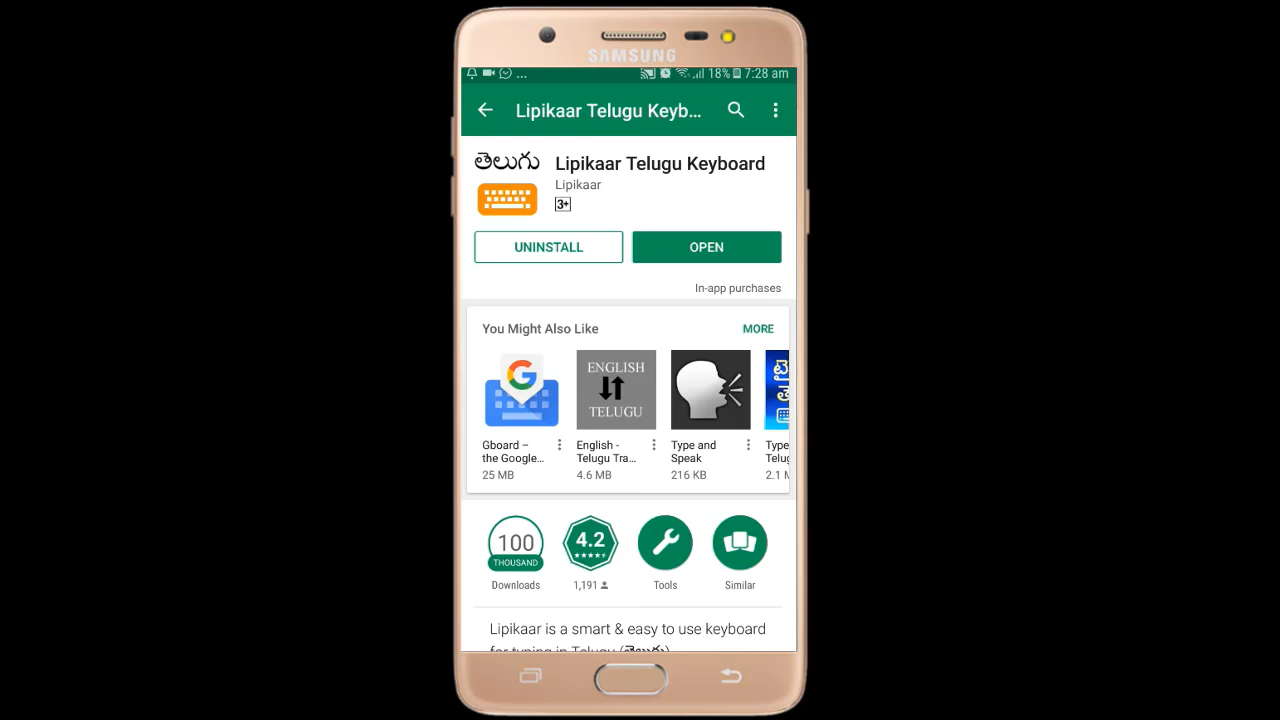 SAMSUNG
... 18% 7:28 am
Lipikaar Telugu Keyb...
తెలుగు Lipikaar Telugu Keyboard
Lipikaar
3+
UNINSTALL OPEN
In-app purchases
You Might Also Like MORE
ENGLISH
TELUGU
Gboard – English - Type and Type
the Google... Telugu Tra... Speak Telug
25 MB 4.6 MB 216 KB 2.1 M
100 4.2
THOUSAND
Downloads 1,191 Tools Similar
Lipikaar is a smart & easy to use keyboard
for typing in Telugu (తెలుగు)